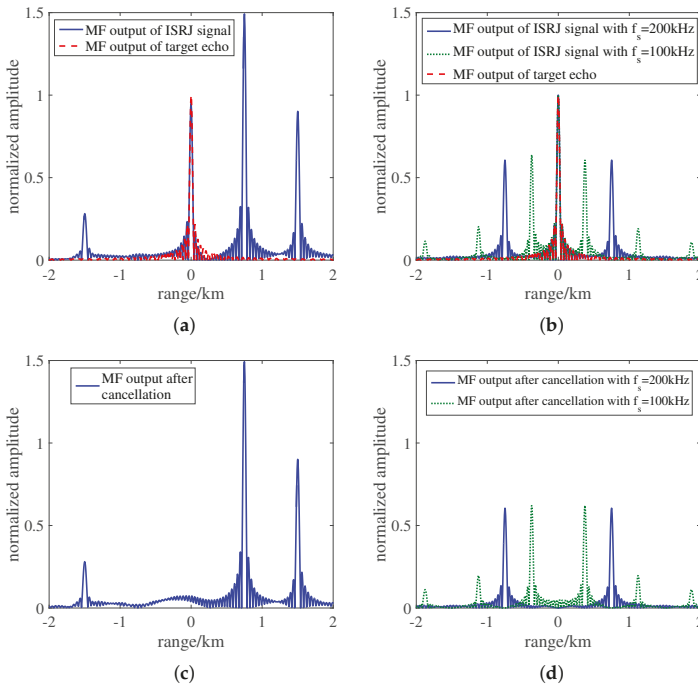 MF output of ISRJ signal
MF output of target echo
normalized amplitude
1.5
1
0.5
0
-2
-1
0
1
2
range/km
(a)
MF output of ISRJ signal with f_s=200kHz
MF output of ISRJ signal with f_s=100kHz
MF output of target echo
normalized amplitude
1.5
1
0.5
0
-2
-1
0
1
2
range/km
(b)
MF output after
cancellation
normalized amplitude
1.5
1
0.5
0
-2
-1
0
1
2
range/km
(c)
MF output after cancellation with f_s=200kHz
MF output after cancellation with f_s=100kHz
normalized amplitude
1.5
1
0.5
0
-2
-1
0
1
2
range/km
(d)